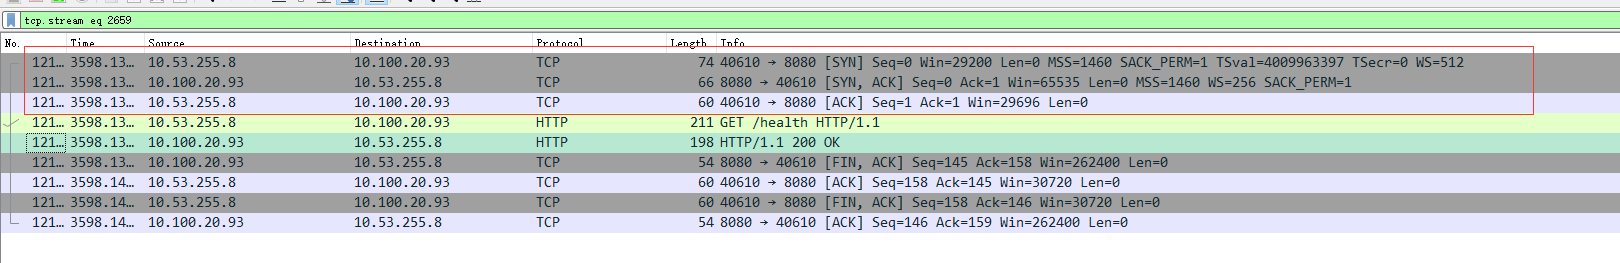 tcp.stream eq 2659
No. Time Source Destination Protocol Length Info
121… 3598.13… 10.53.255.8 10.100.20.93 TCP 74 40610 → 8080 [SYN] Seq=0 Win=29200 Len=0 MSS=1460 SACK_PERM=1 TSval=4009963397 TSecr=0 WS=512
121… 3598.13… 10.100.20.93 10.53.255.8 TCP 66 8080 → 40610 [SYN, ACK] Seq=0 Ack=1 Win=65535 Len=0 MSS=1460 WS=256 SACK_PERM=1
121… 3598.13… 10.53.255.8 10.100.20.93 TCP 60 40610 → 8080 [ACK] Seq=1 Ack=1 Win=29696 Len=0
121… 3598.13… 10.53.255.8 10.100.20.93 HTTP 211 GET /health HTTP/1.1
121… 3598.13… 10.100.20.93 10.53.255.8 HTTP 198 HTTP/1.1 200 OK
121… 3598.13… 10.100.20.93 10.53.255.8 TCP 54 8080 → 40610 [FIN, ACK] Seq=145 Ack=158 Win=262400 Len=0
121… 3598.14… 10.53.255.8 10.100.20.93 TCP 60 40610 → 8080 [ACK] Seq=158 Ack=145 Win=30720 Len=0
121… 3598.14… 10.53.255.8 10.100.20.93 TCP 60 40610 → 8080 [FIN, ACK] Seq=158 Ack=146 Win=30720 Len=0
121… 3598.14… 10.100.20.93 10.53.255.8 TCP 54 8080 → 40610 [ACK] Seq=146 Ack=159 Win=262400 Len=0